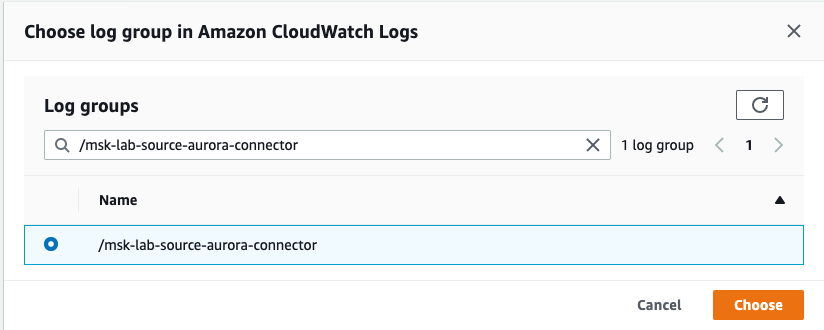 Choose log group in Amazon CloudWatch Logs
Log groups
/msk-lab-source-aurora-connector
1 log group
1
Name
/msk-lab-source-aurora-connector
Cancel
Choose